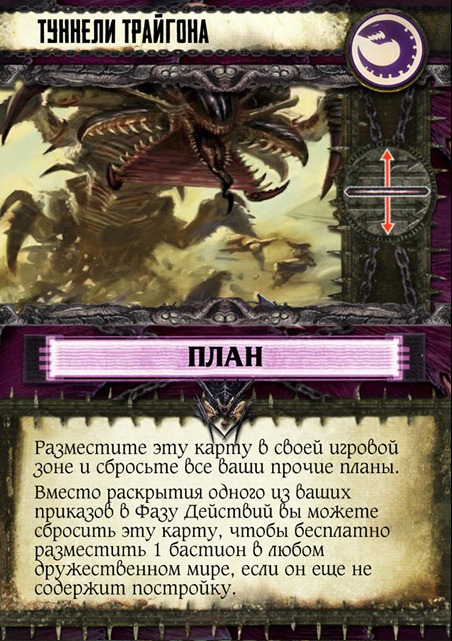 ТУННЕЛИ ТРАЙГОНА
ПЛАН
Разместите эту карту в своей игровой
зоне и сбросьте все ваши прочие планы.
Вместо раскрытия одного из ваших
приказов в Фазу Действий вы можете
сбросить эту карту, чтобы бесплатно
разместить 1 бастион в любом
дружественном мире, если он еще не
содержит постройку.